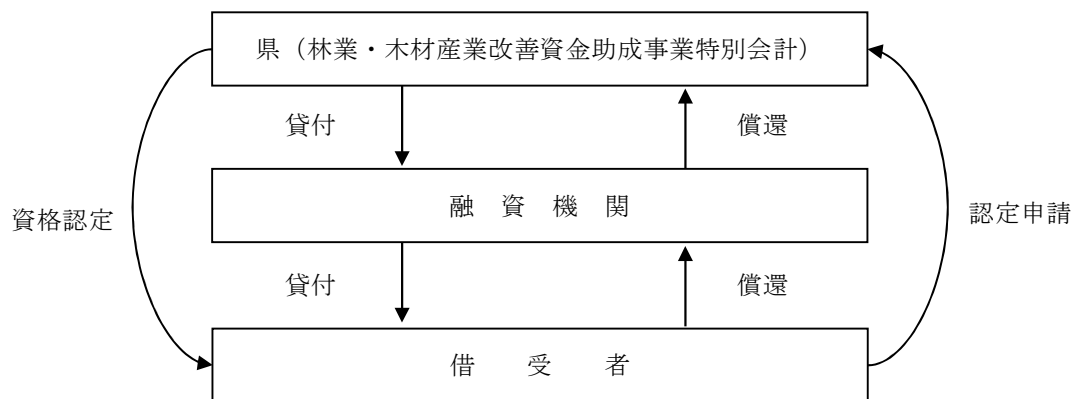 県（林業・木材産業改善資金助成事業特別会計）
貸付
償還
融資機関
資格認定
認定申請
貸付
償還
借受者